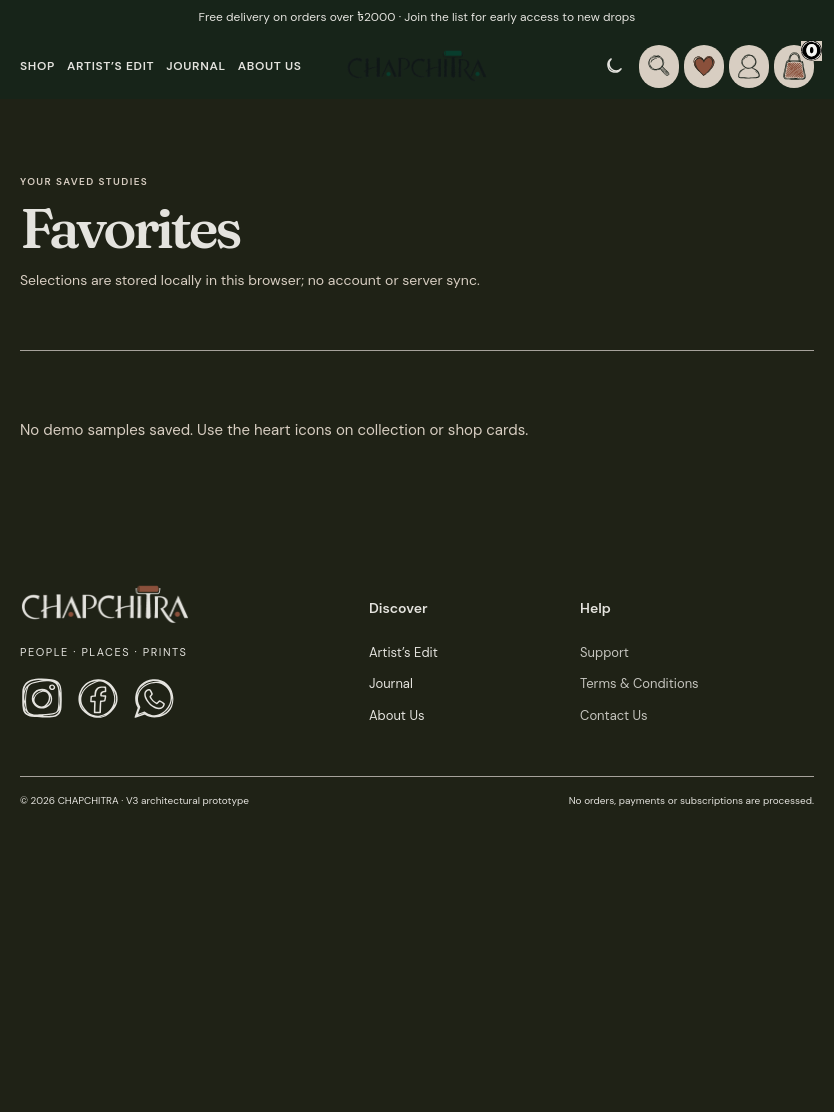 Free delivery on orders over ৳2000 · Join the list for early access to new drops
SHOP ARTIST’S EDIT JOURNAL ABOUT US
CHAPCHITRA
0
YOUR SAVED STUDIES
Favorites
Selections are stored locally in this browser; no account or server sync.
No demo samples saved. Use the heart icons on collection or shop cards.
CHAPCHITRA
PEOPLE · PLACES · PRINTS
Discover
Artist’s Edit
Journal
About Us
Help
Support
Terms & Conditions
Contact Us
© 2026 CHAPCHITRA · V3 architectural prototype
No orders, payments or subscriptions are processed.